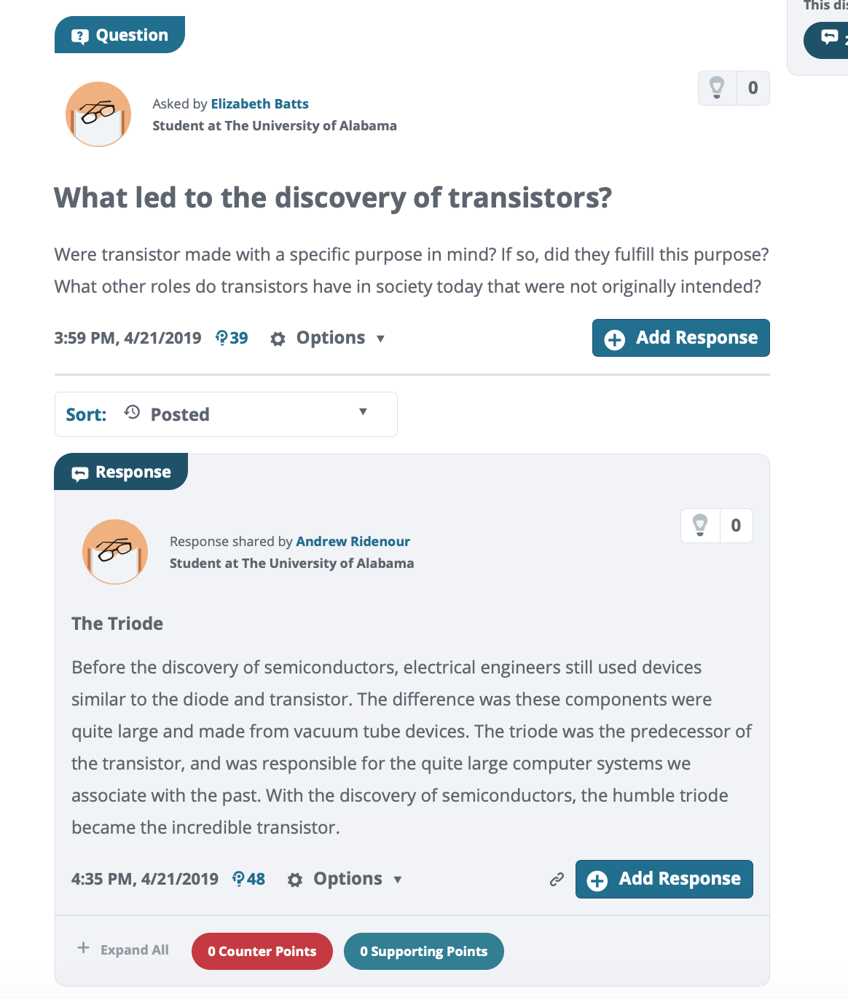 This
Question
0
Asked by Elizabeth Batts
Student at The University of Alabama
What led to the discovery of transistors?
Were transistor made with a specific purpose in mind? If so, did they fulfill this purpose?
What other roles do transistors have in society today that were not originally intended?
3:59 PM, 4/21/2019 39 Options
Add Response
Sort: Posted
Response
0
Response shared by Andrew Ridenour
Student at The University of Alabama
The Triode
Before the discovery of semiconductors, electrical engineers still used devices
similar to the diode and transistor. The difference was these components were
quite large and made from vacuum tube devices. The triode was the predecessor of
the transistor, and was responsible for the quite large computer systems we
associate with the past. With the discovery of semiconductors, the humble triode
became the incredible transistor.
4:35 PM, 4/21/2019 48 Options
Add Response
Expand All 0 Counter Points 0 Supporting Points